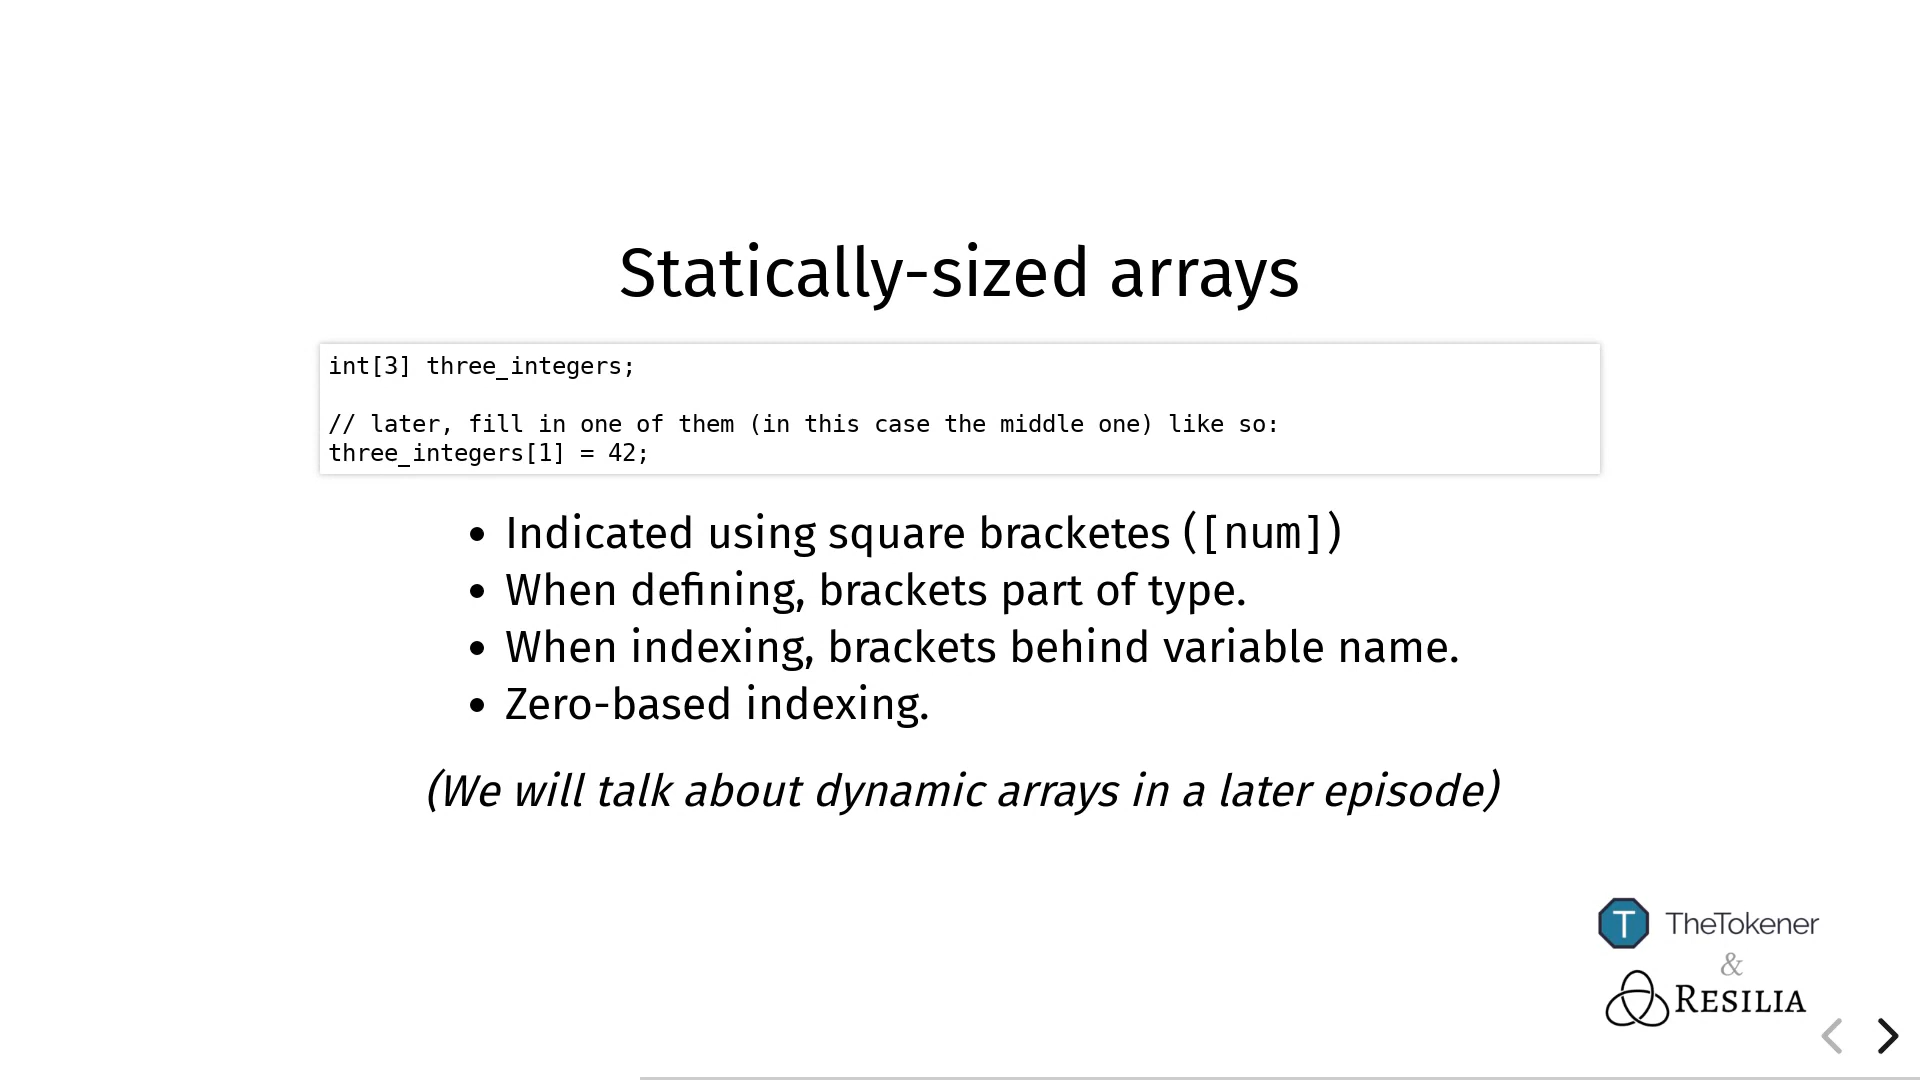 Statically-sized arrays
int[3] three_integers;
// later, fill in one of them (in this case the middle one) like so:
three_integers[1] = 42;
• Indicated using square bracketes ([num])
• When defining, brackets part of type.
• When indexing, brackets behind variable name.
• Zero-based indexing.
(We will talk about dynamic arrays in a later episode)
T TheTokener
&
RESILIA